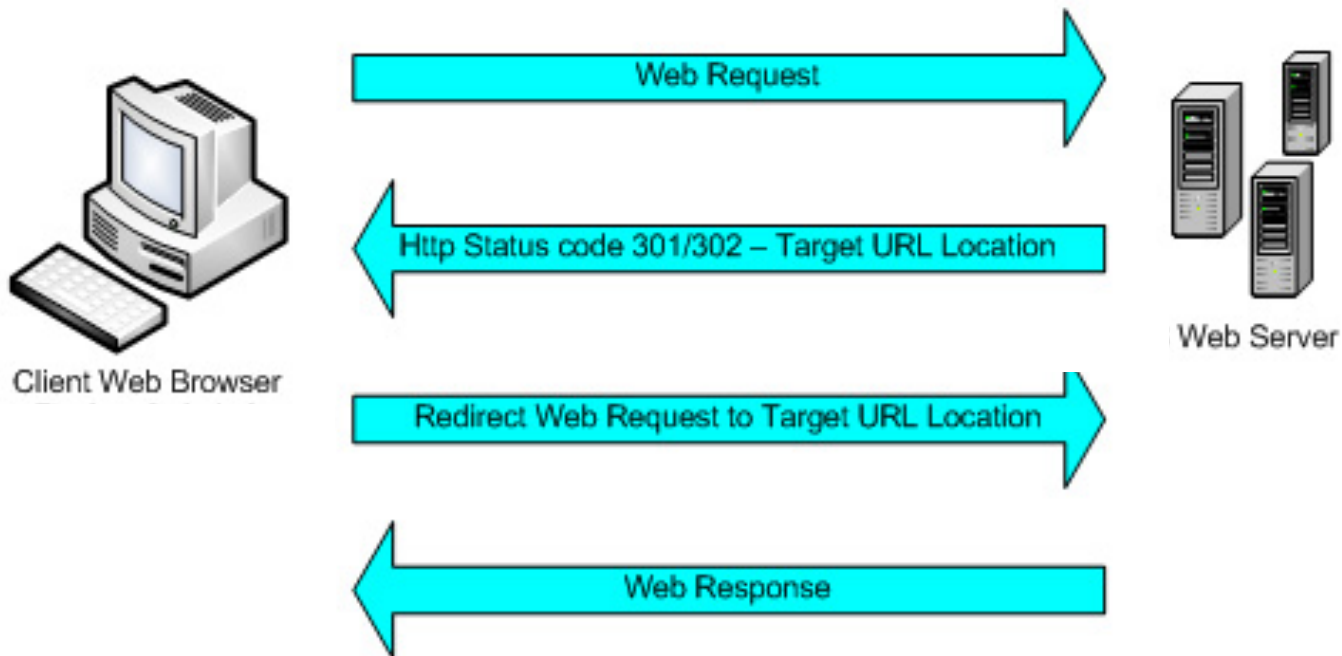 Web Request
Http Status code 301/302 – Target URL Location
Web Server
Client Web Browser
Redirect Web Request to Target URL Location
Web Response